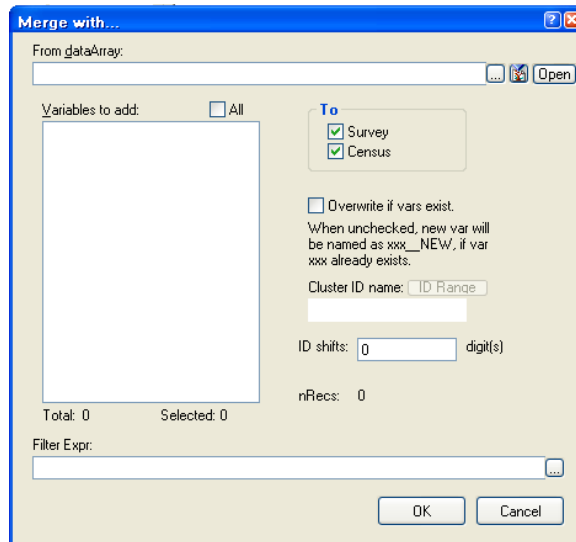 Merge with...
From dataArray:
... Open
Variables to add: All
To
Survey
Census
Overwrite if vars exist.
When unchecked, new var will
be named as xxx__NEW, if var
xxx already exists.
Cluster ID name: ID Range
ID shifts: 0 digit(s)
nRecs: 0
Total: 0 Selected: 0
Filter Expr:
...
OK Cancel